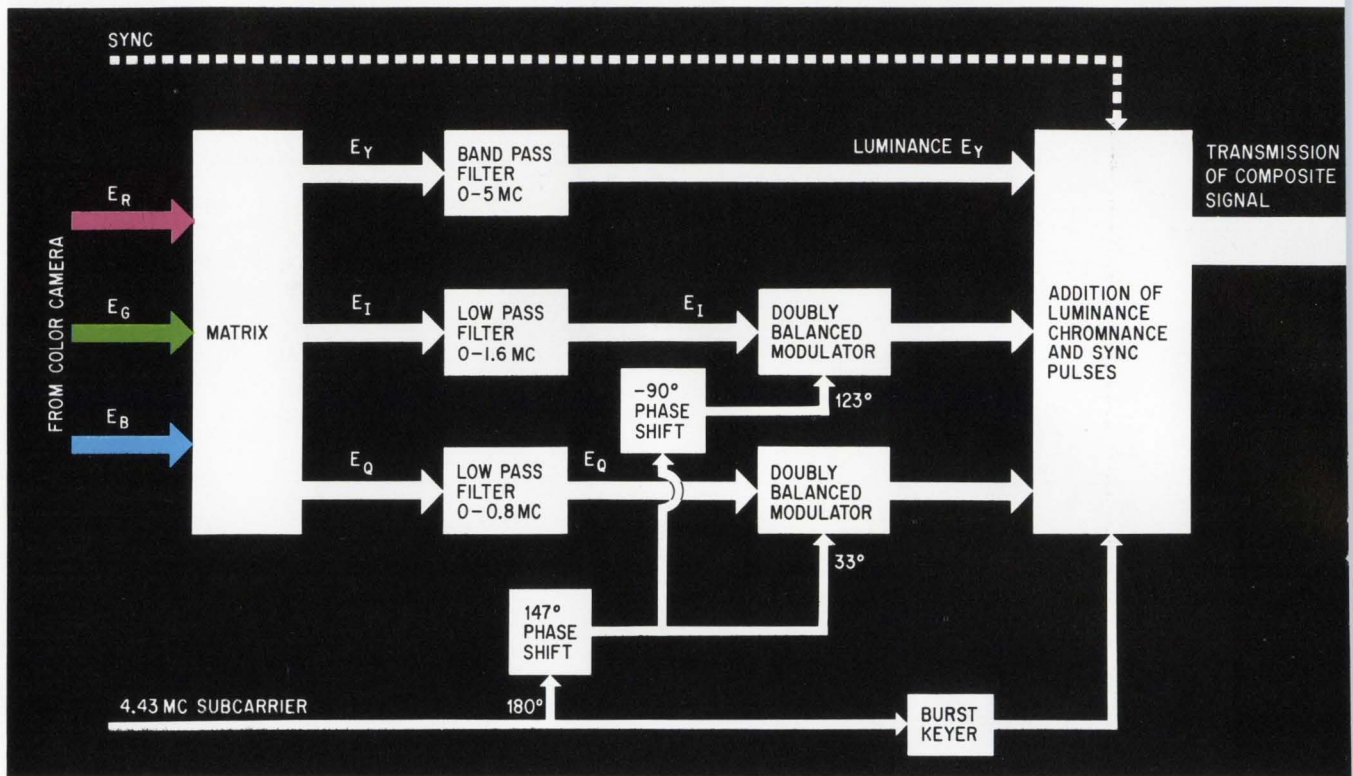 SYNC
E_Y
BAND PASS
FILTER
0–5 MC
LUMINANCE E_Y
TRANSMISSION
OF COMPOSITE
SIGNAL
FROM COLOR CAMERA
E_R
E_G
E_B
MATRIX
E_I
LOW PASS
FILTER
0–1.6 MC
E_I
DOUBLY
BALANCED
MODULATOR
ADDITION OF
LUMINANCE
CHROMNANCE
AND SYNC
PULSES
–90°
PHASE
SHIFT
123°
E_Q
LOW PASS
FILTER
0–0.8 MC
E_Q
DOUBLY
BALANCED
MODULATOR
33°
147°
PHASE
SHIFT
4.43 MC SUBCARRIER
180°
BURST
KEYER